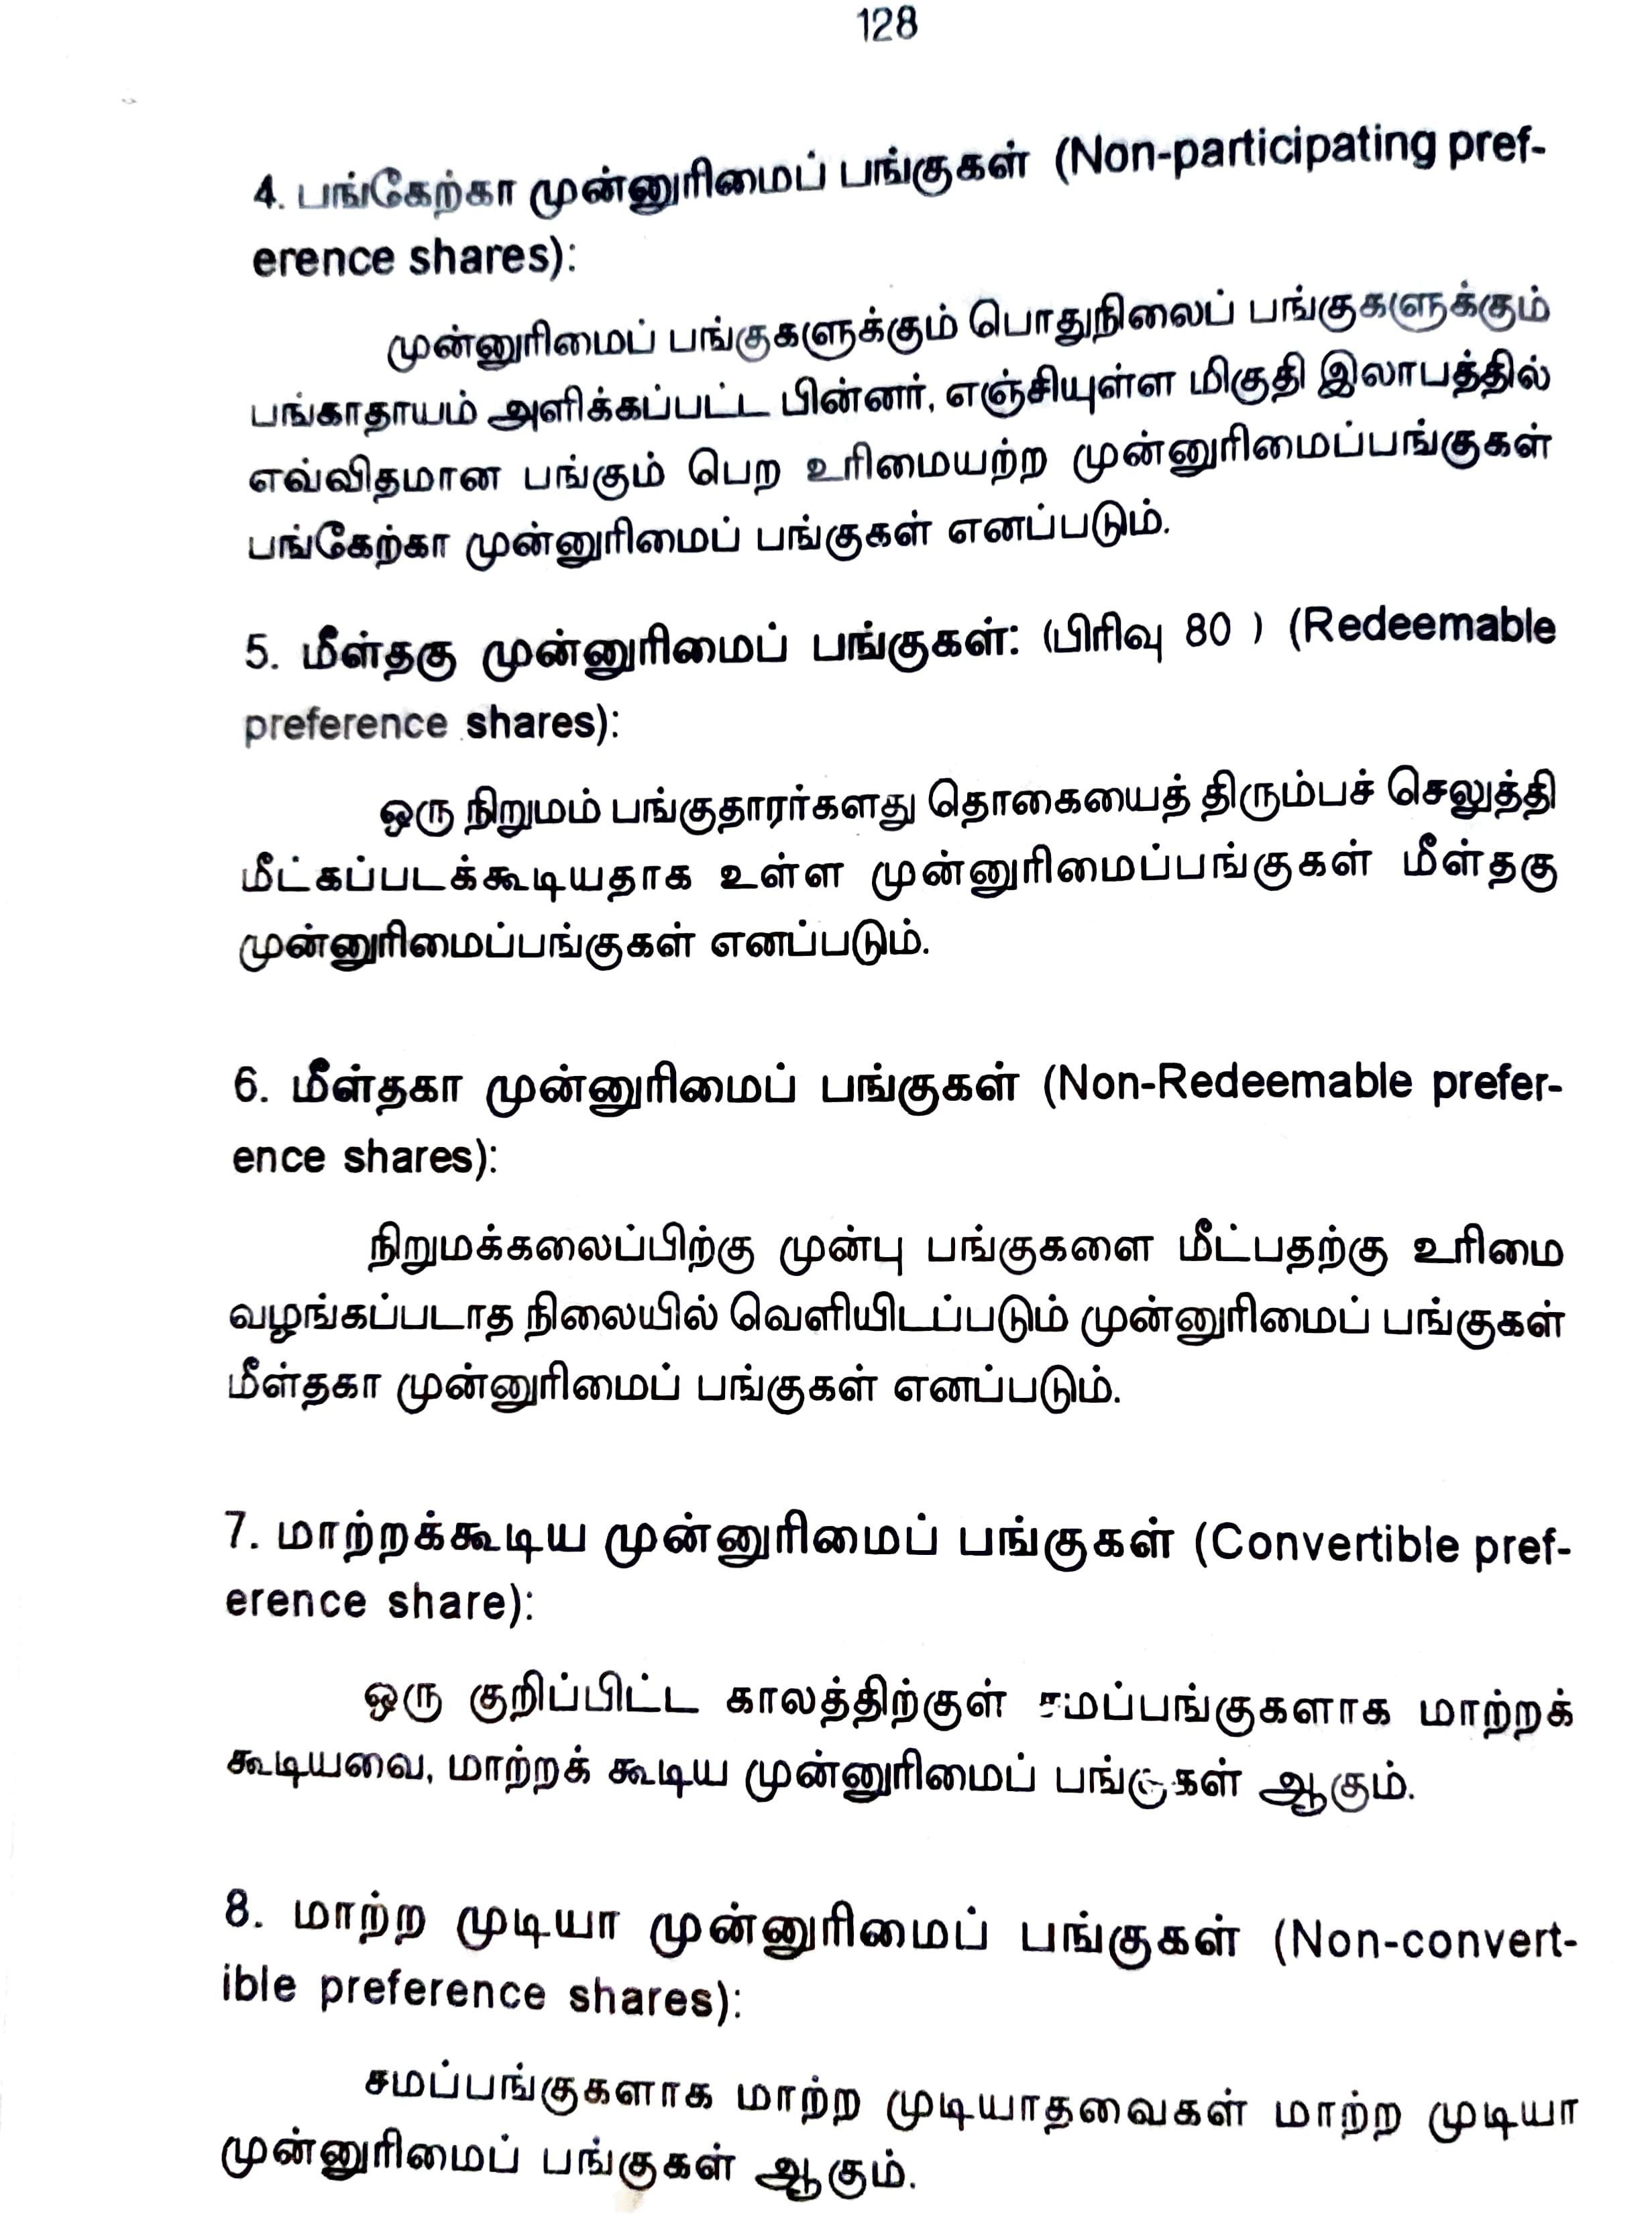 128
4. பங்கேற்கா முன்னுரிமைப் பங்குகள் (Non-participating pref-
erence shares):
முன்னுரிமைப் பங்குகளுக்கும் பொதுநிலைப் பங்குகளுக்கும்
பங்காதாயம் அளிக்கப்பட்ட பின்னர், எஞ்சியுள்ள மிகுதி இலாபத்தில்
எவ்விதமான பங்கும் பெற உரிமையற்ற முன்னுரிமைப்பங்குகள்
பங்கேற்கா முன்னுரிமைப் பங்குகள் எனப்படும்.
5. மீள்தகு முன்னுரிமைப் பங்குகள்: (பிரிவு 80 ) (Redeemable
preference shares):
ஒரு நிறுமம் பங்குதாரர்களது தொகையைத் திரும்பச் செலுத்தி
மீட்கப்படக்கூடியதாக உள்ள முன்னுரிமைப்பங்குகள் மீள்தகு
முன்னுரிமைப்பங்குகள் எனப்படும்.
6. மீள்தகா முன்னுரிமைப் பங்குகள் (Non-Redeemable prefer-
ence shares):
நிறுமக்கலைப்பிற்கு முன்பு பங்குகளை மீட்பதற்கு உரிமை
வழங்கப்படாத நிலையில் வெளியிடப்படும் முன்னுரிமைப் பங்குகள்
மீள்தகா முன்னுரிமைப் பங்குகள் எனப்படும்.
7. மாற்றக்கூடிய முன்னுரிமைப் பங்குகள் (Convertible pref-
erence share):
ஒரு குறிப்பிட்ட காலத்திற்குள் சமப்பங்குகளாக மாற்றக்
கூடியவை, மாற்றக் கூடிய முன்னுரிமைப் பங்குகள் ஆகும்.
8. மாற்ற முடியா முன்னுரிமைப் பங்குகள் (Non-convert-
ible preference shares):
சமப்பங்குகளாக மாற்ற முடியாதவைகள் மாற்ற முடியா
முன்னுரிமைப் பங்குகள் ஆகும்.